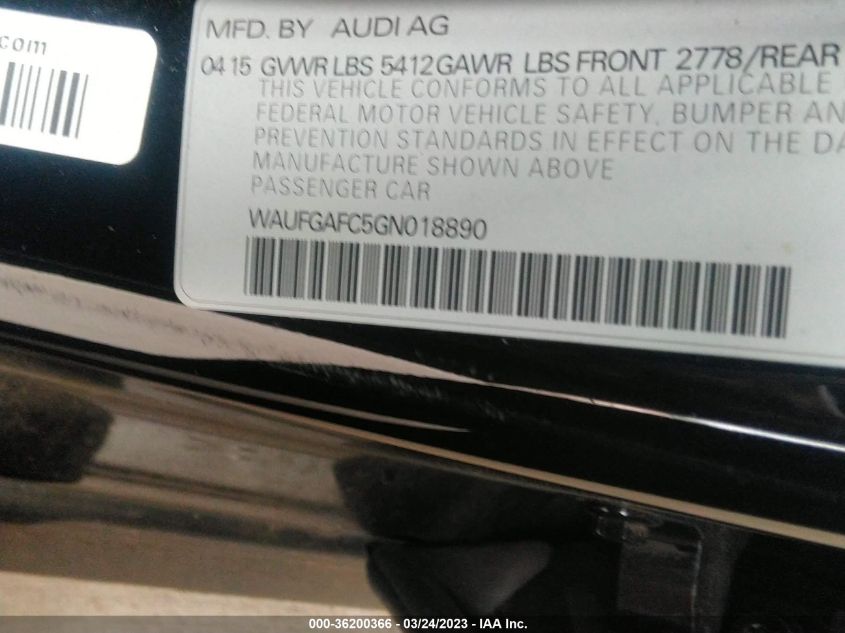 .com
MFD. BY AUDI AG
04 15 GVWR LBS 5412 GAWR LBS FRONT 2778/REAR
THIS VEHICLE CONFORMS TO ALL APPLICABLE
FEDERAL MOTOR VEHICLE SAFETY, BUMPER AN
PREVENTION STANDARDS IN EFFECT ON THE DA
MANUFACTURE SHOWN ABOVE
PASSENGER CAR
WAUFGAFC5GN018890
000-36200366 - 03/24/2023 - IAA Inc.